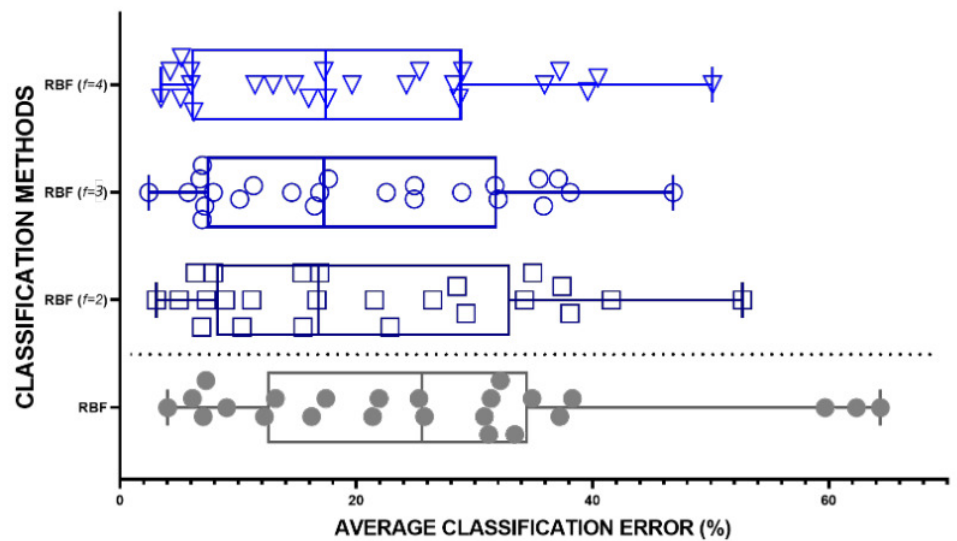 CLASSIFICATION METHODS
RBF (f=4)
RBF (f=3)
RBF (f=2)
RBF
0 20 40 60
AVERAGE CLASSIFICATION ERROR (%)